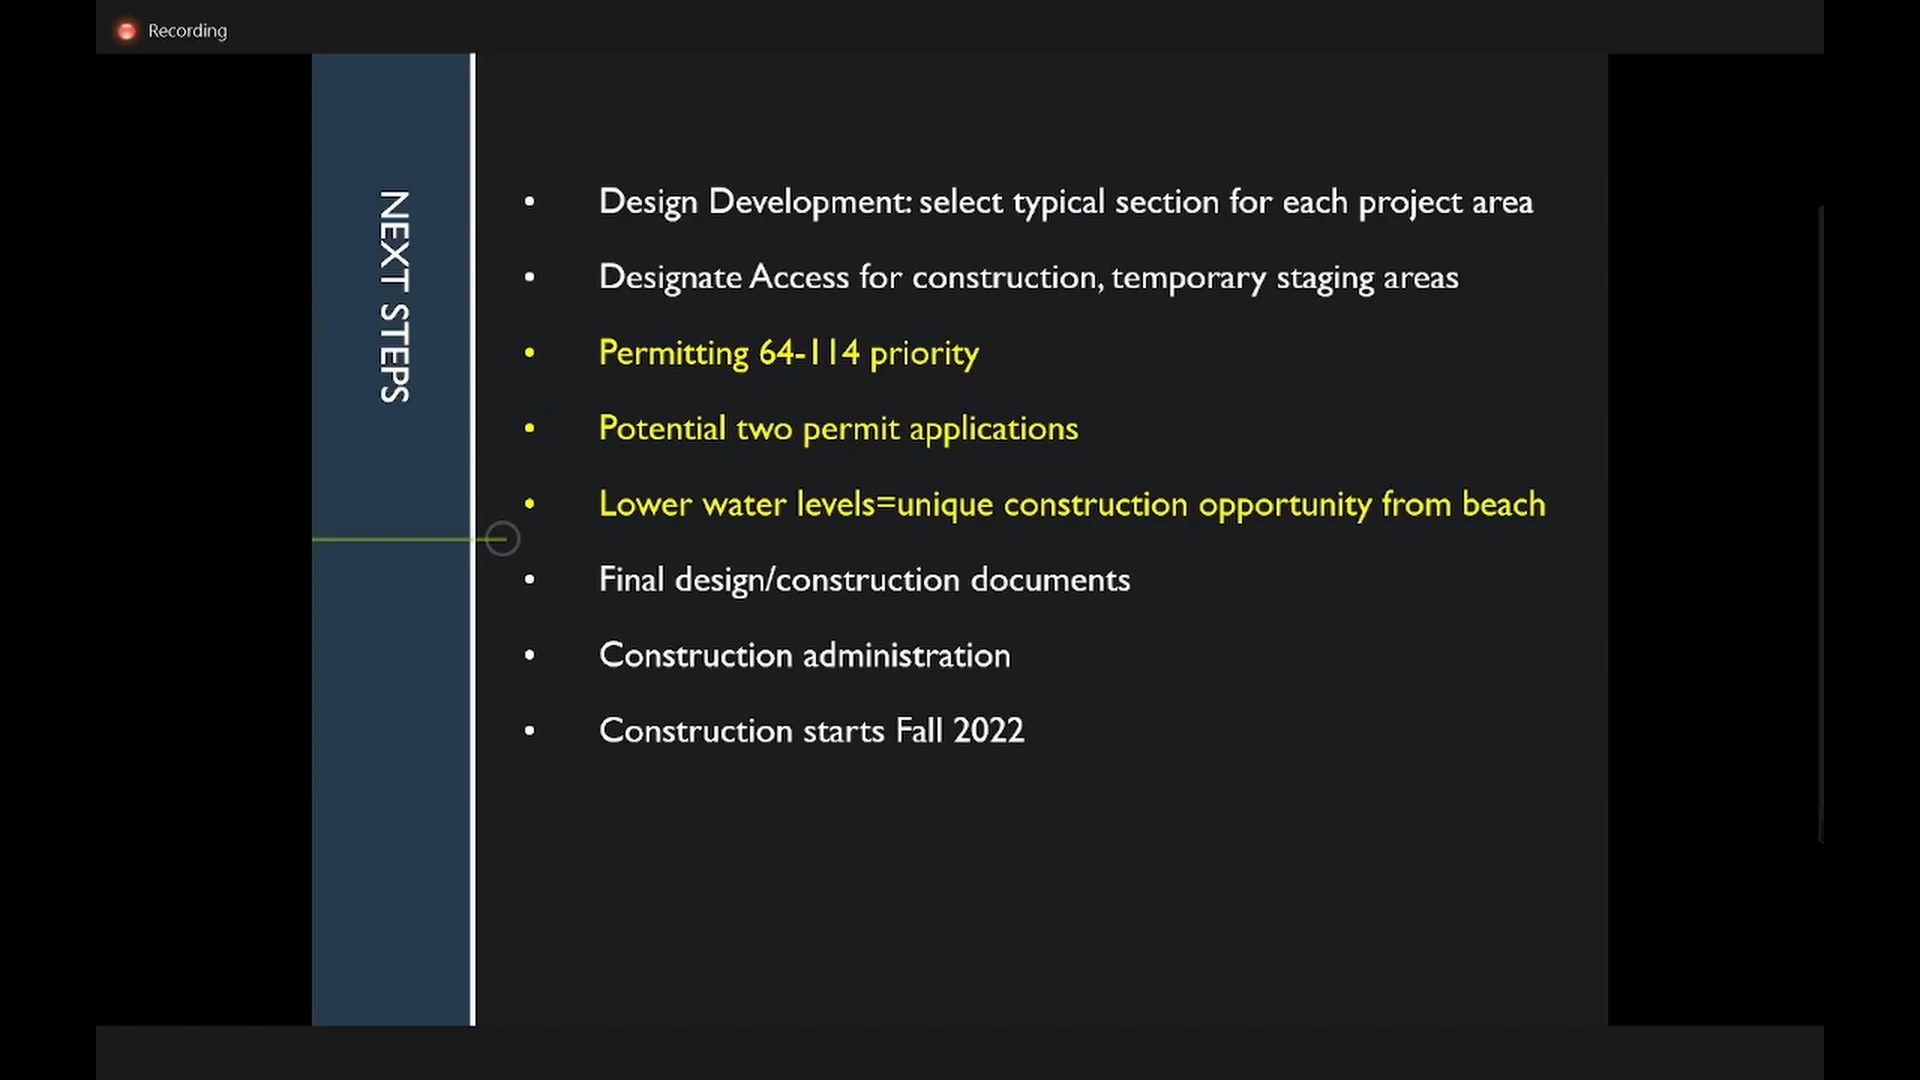 Recording
NEXT STEPS
• Design Development: select typical section for each project area
• Designate Access for construction, temporary staging areas
• Permitting 64-114 priority
• Potential two permit applications
• Lower water levels=unique construction opportunity from beach
• Final design/construction documents
• Construction administration
• Construction starts Fall 2022